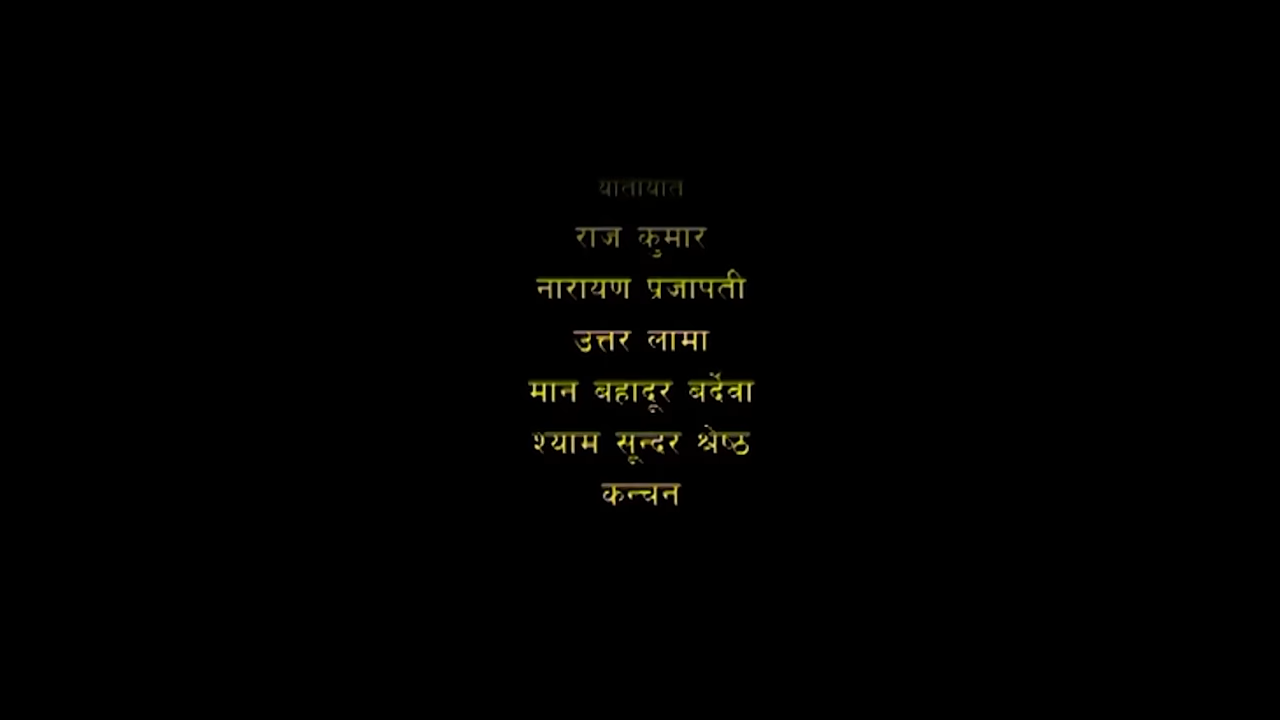 यातायात
राज कुमार
नारायण प्रजापती
उत्तर लामा
मान बहादूर बर्देवा
श्याम सून्दर श्रेष्ठ
कन्चन